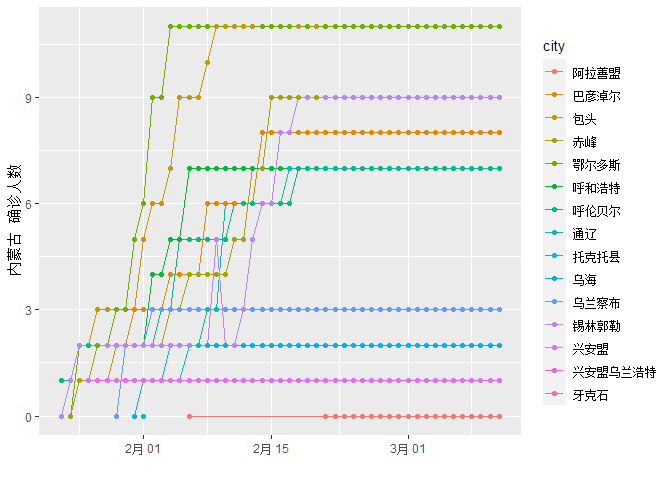 内蒙古 确诊人数
9
6
3
0
2月 01
2月 15
3月 01
city
阿拉善盟
巴彦淖尔
包头
赤峰
鄂尔多斯
呼和浩特
呼伦贝尔
通辽
托克托县
乌海
乌兰察布
锡林郭勒
兴安盟
兴安盟乌兰浩特
牙克石